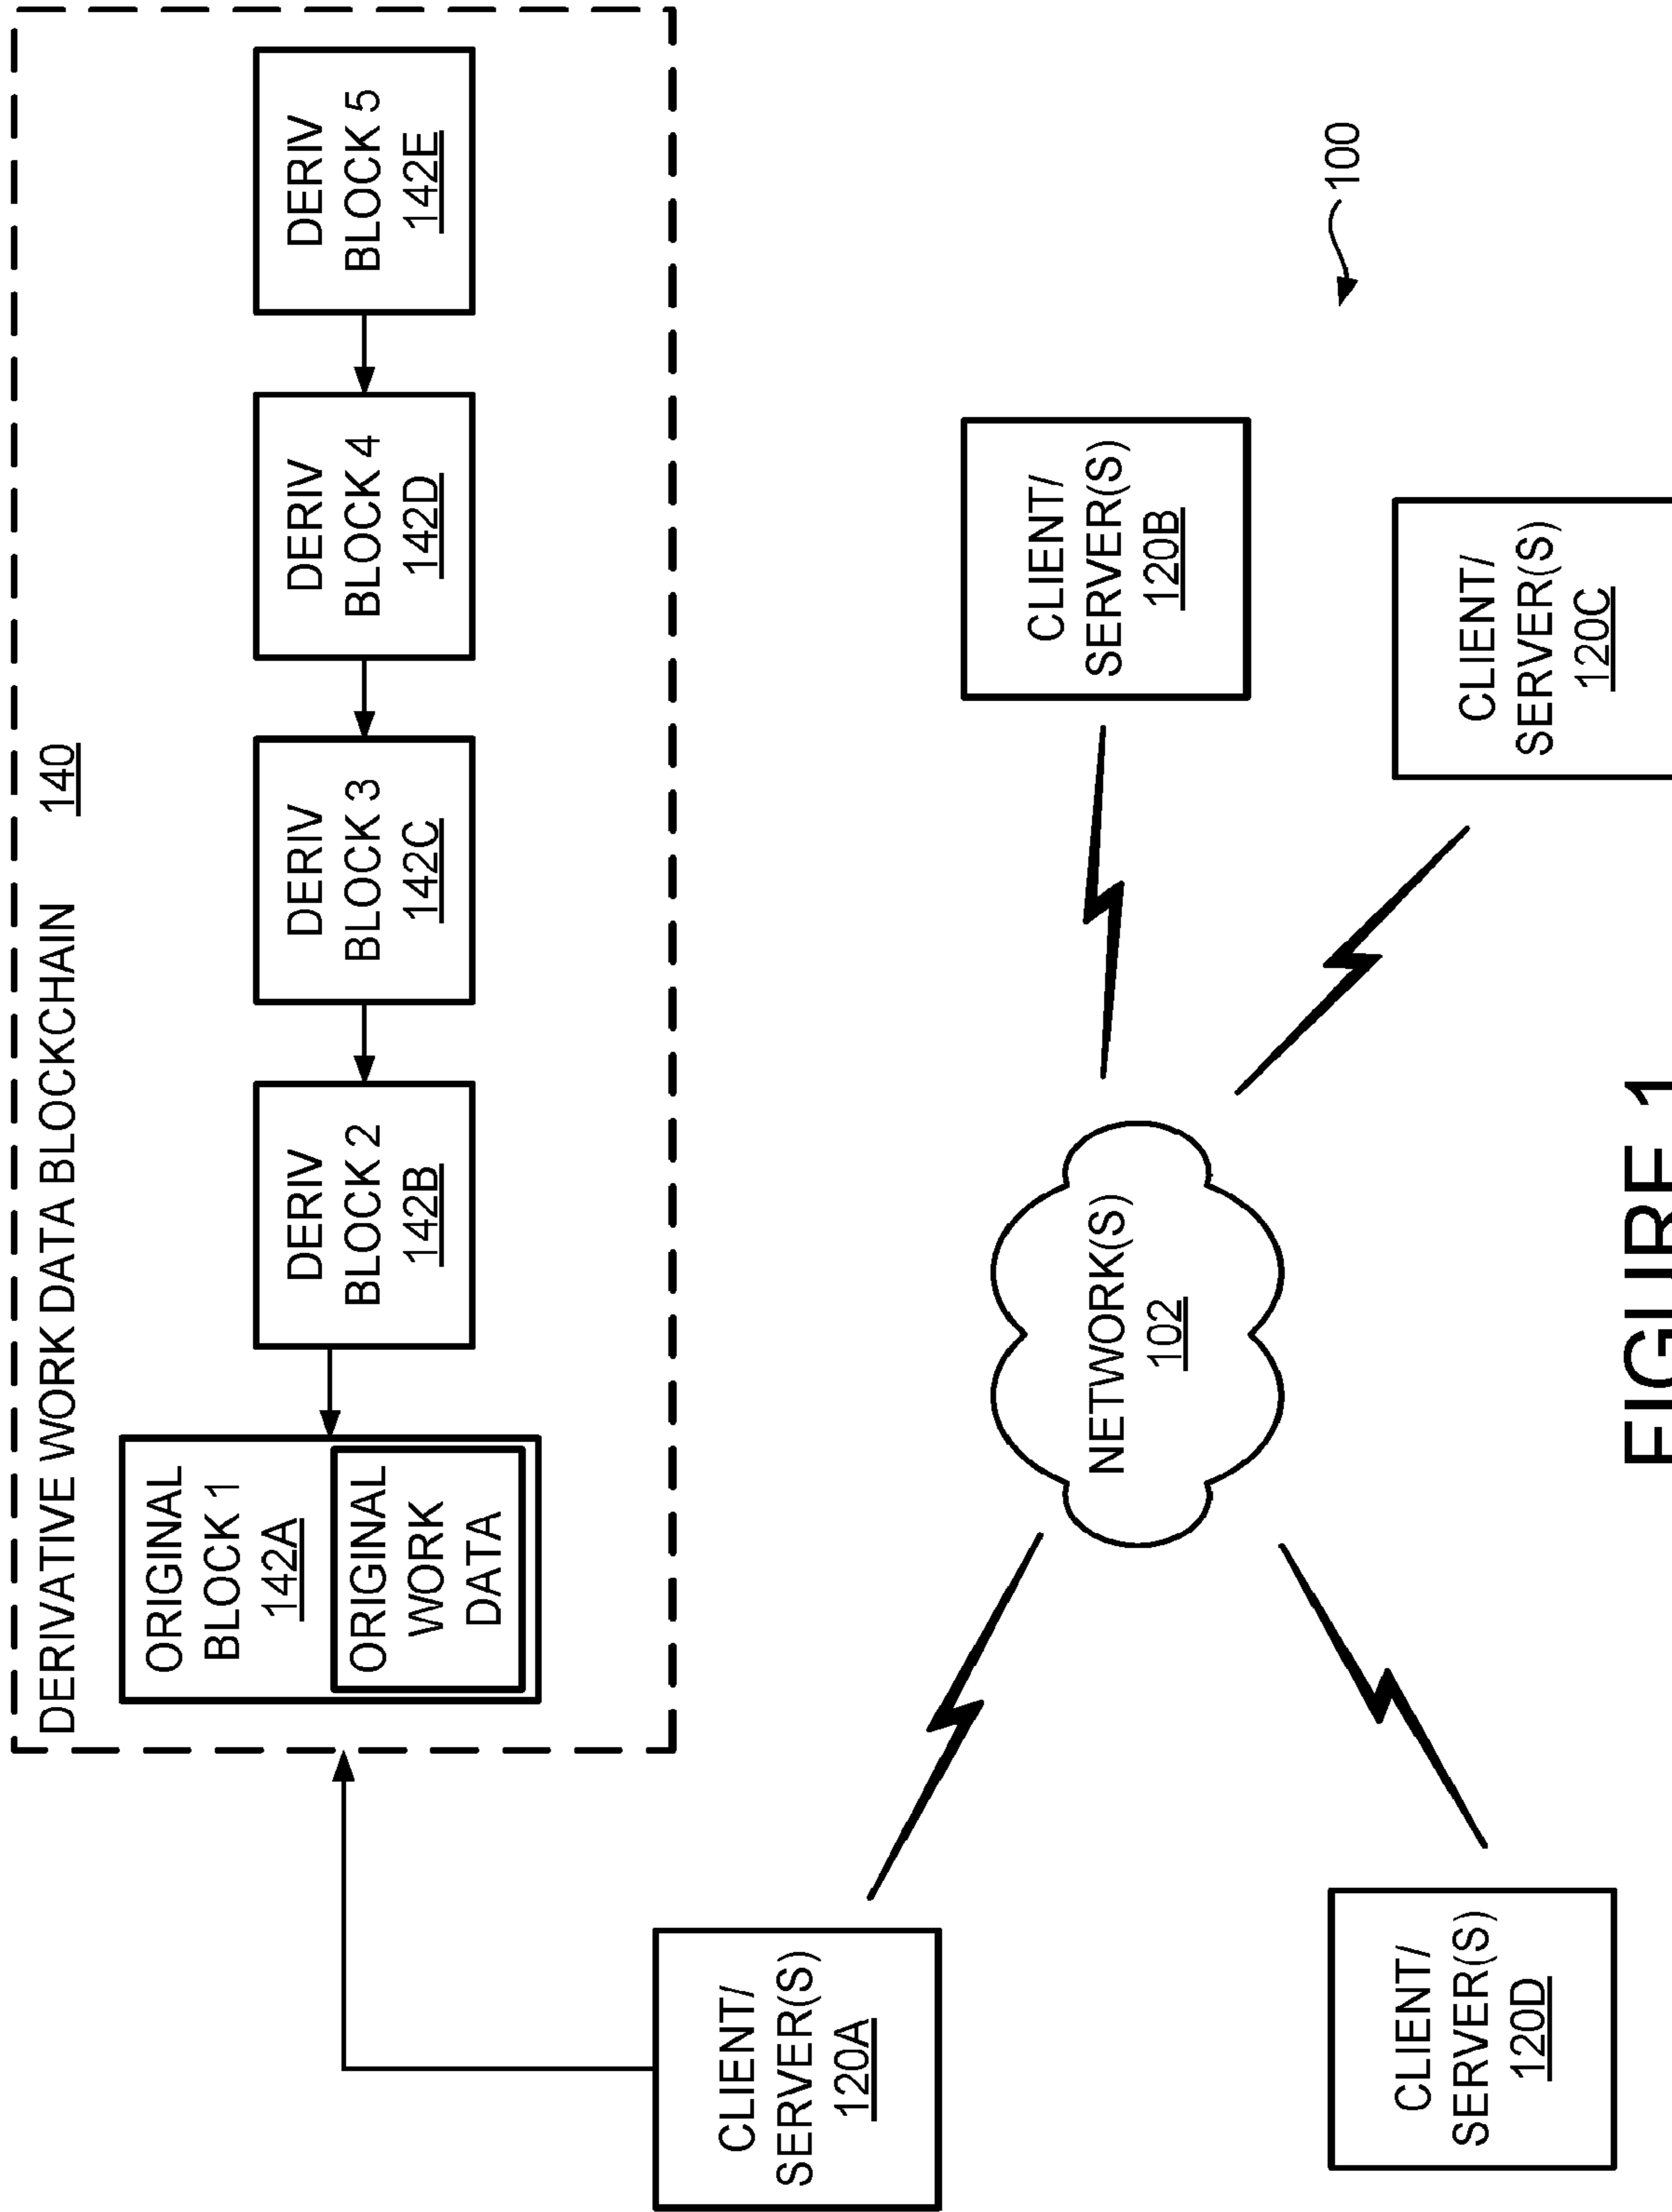 DERIVATIVE WORK DATA BLOCKCHAIN 140
ORIGINAL
BLOCK 1
142A
ORIGINAL
WORK
DATA
DERIV
BLOCK 2
142B
DERIV
BLOCK 3
142C
DERIV
BLOCK 4
142D
DERIV
BLOCK 5
142E
CLIENT/
SERVER(S)
120A
NETWORK(S)
102
CLIENT/
SERVER(S)
120B
CLIENT/
SERVER(S)
120C
CLIENT/
SERVER(S)
120D
100
FIGURE 1